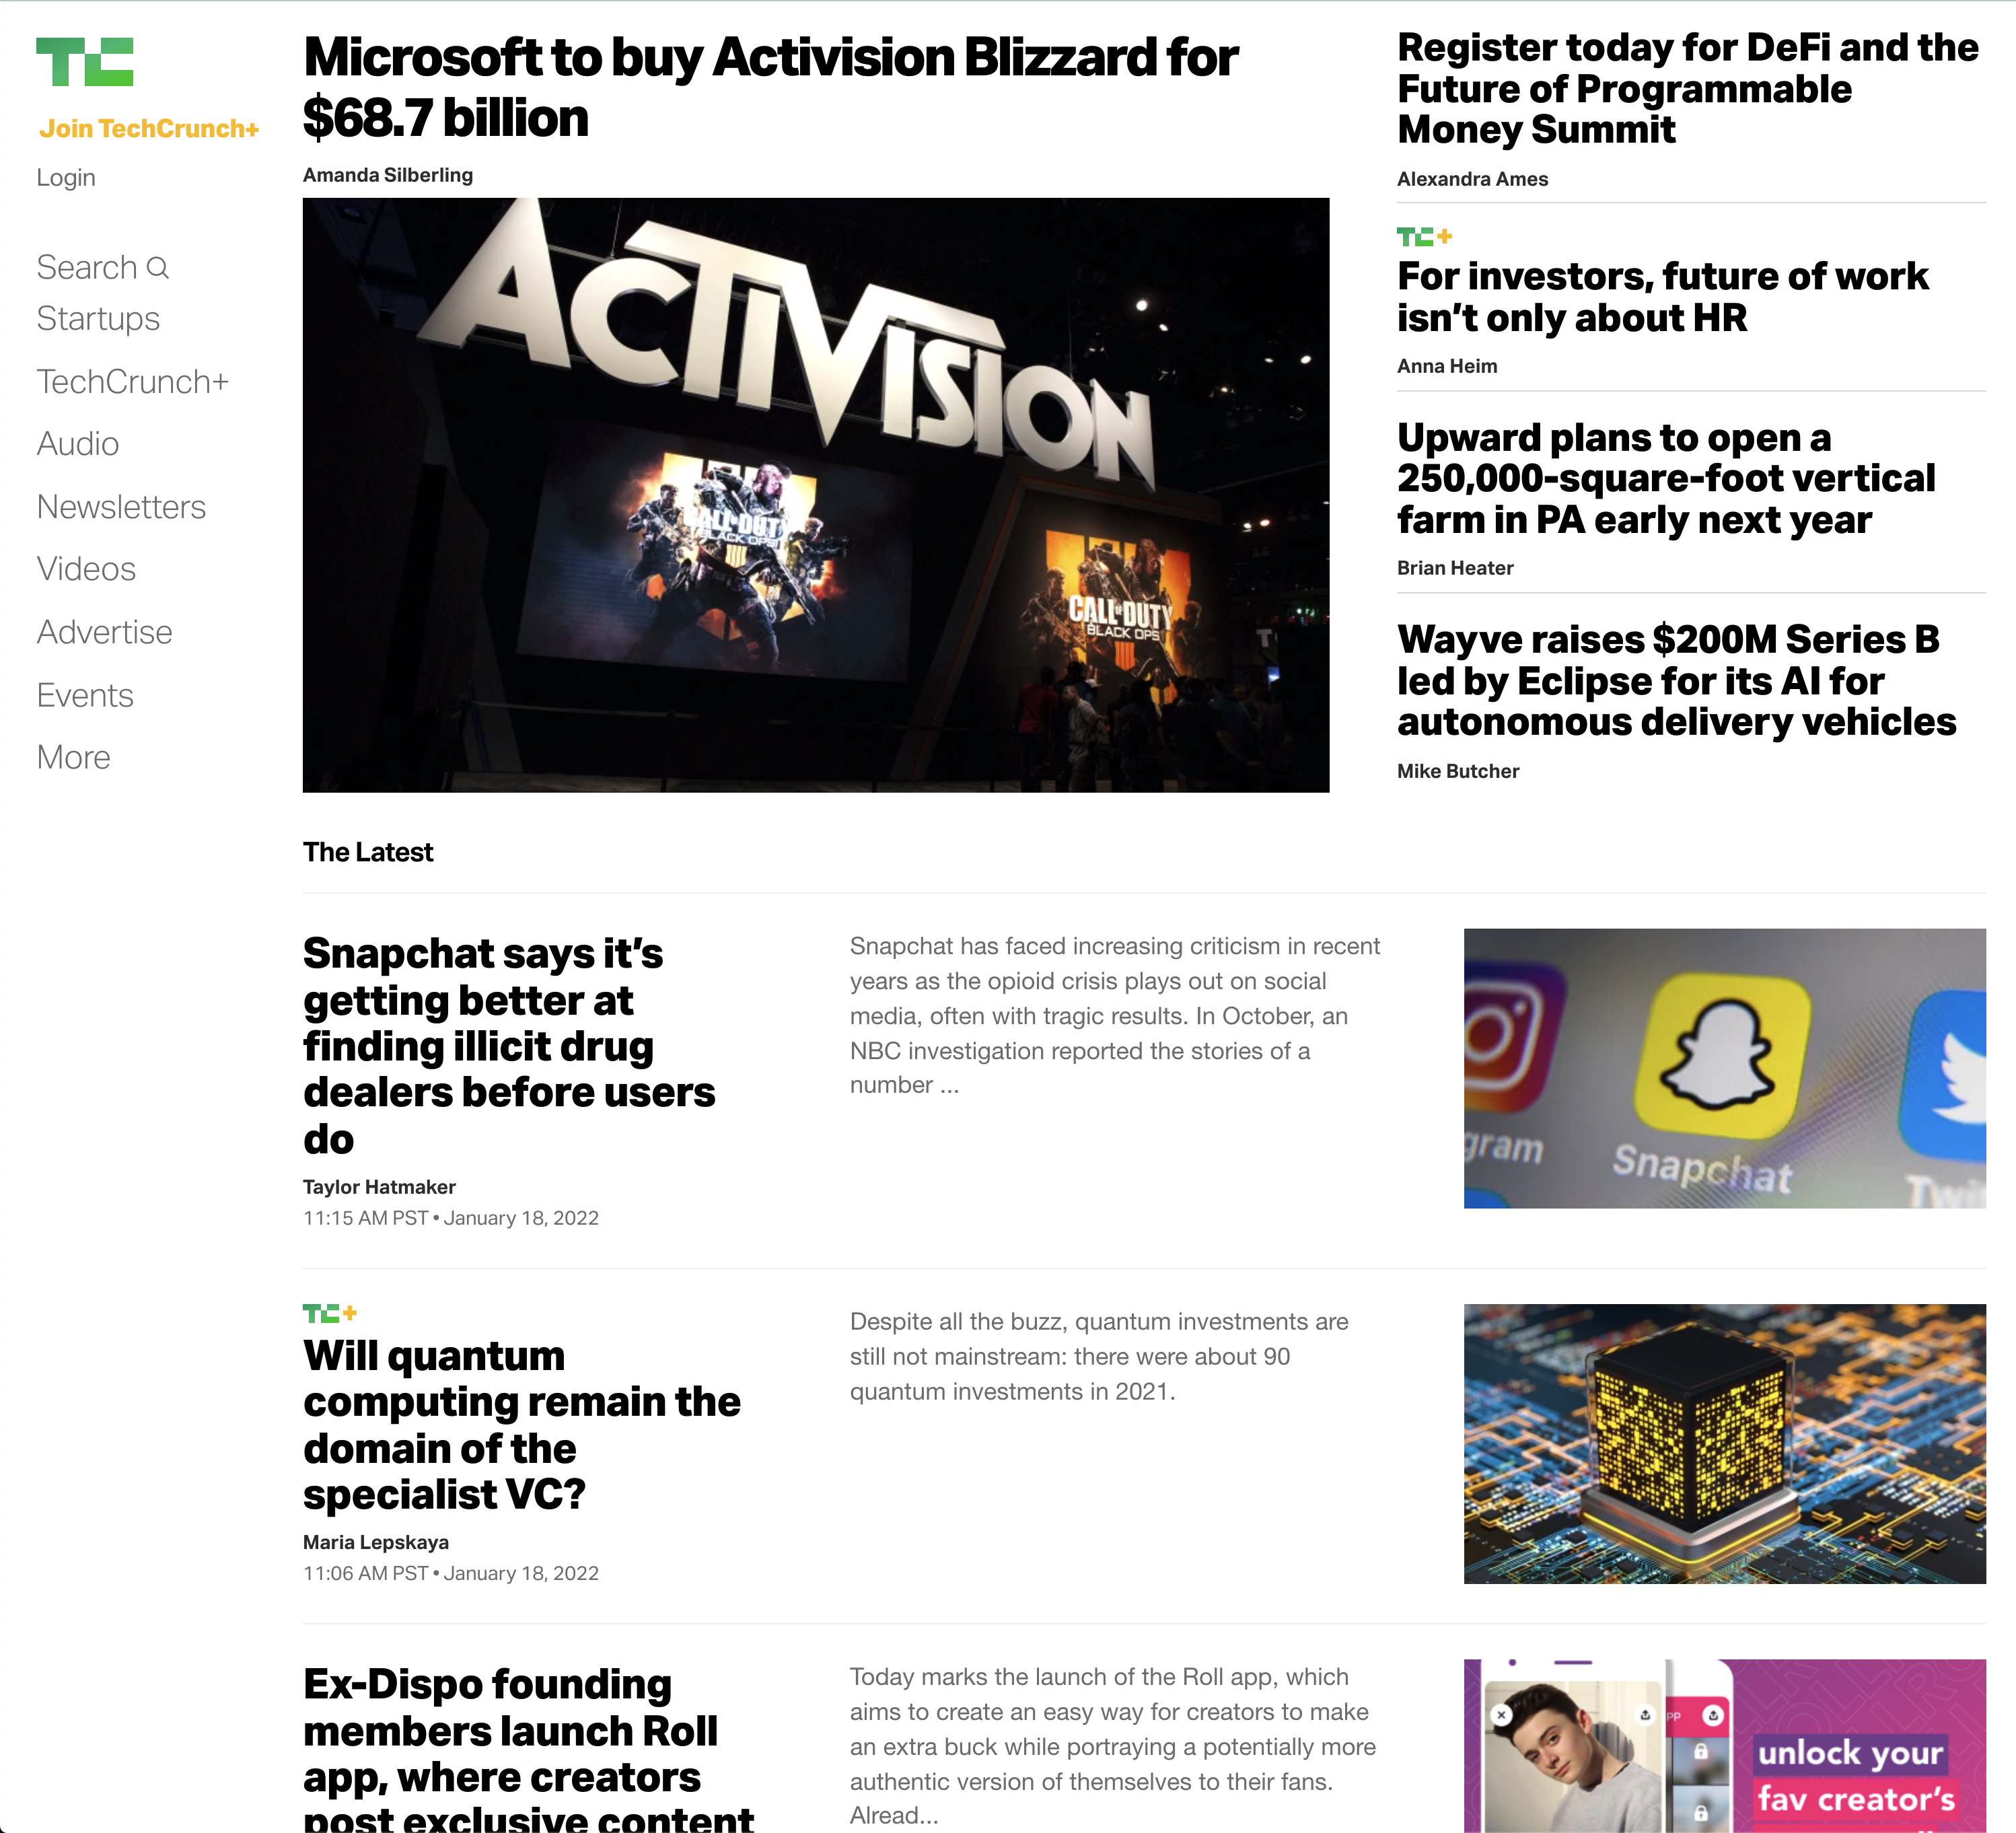 TC
Join TechCrunch+
Login
Search
Startups
TechCrunch+
Audio
Newsletters
Videos
Advertise
Events
More
Microsoft to buy Activision Blizzard for
$68.7 billion
Amanda Silberling
ACTIVISION
CALL OF DUTY
BLACK OPS
IIII
CALL OF DUTY
BLACK OPS
IIII
Register today for DeFi and the
Future of Programmable
Money Summit
Alexandra Ames
TC+
For investors, future of work
isn’t only about HR
Anna Heim
Upward plans to open a
250,000-square-foot vertical
farm in PA early next year
Brian Heater
Wayve raises $200M Series B
led by Eclipse for its AI for
autonomous delivery vehicles
Mike Butcher
The Latest
Snapchat says it’s
getting better at
finding illicit drug
dealers before users
do
Taylor Hatmaker
11:15 AM PST • January 18, 2022
Snapchat has faced increasing criticism in recent
years as the opioid crisis plays out on social
media, often with tragic results. In October, an
NBC investigation reported the stories of a
number ...
gram
Snapchat
Twi
TC+
Will quantum
computing remain the
domain of the
specialist VC?
Maria Lepskaya
11:06 AM PST • January 18, 2022
Despite all the buzz, quantum investments are
still not mainstream: there were about 90
quantum investments in 2021.
Ex-Dispo founding
members launch Roll
app, where creators
post exclusive content
Today marks the launch of the Roll app, which
aims to create an easy way for creators to make
an extra buck while portraying a potentially more
authentic version of themselves to their fans.
Alread...
pp
unlock your
fav creator’s